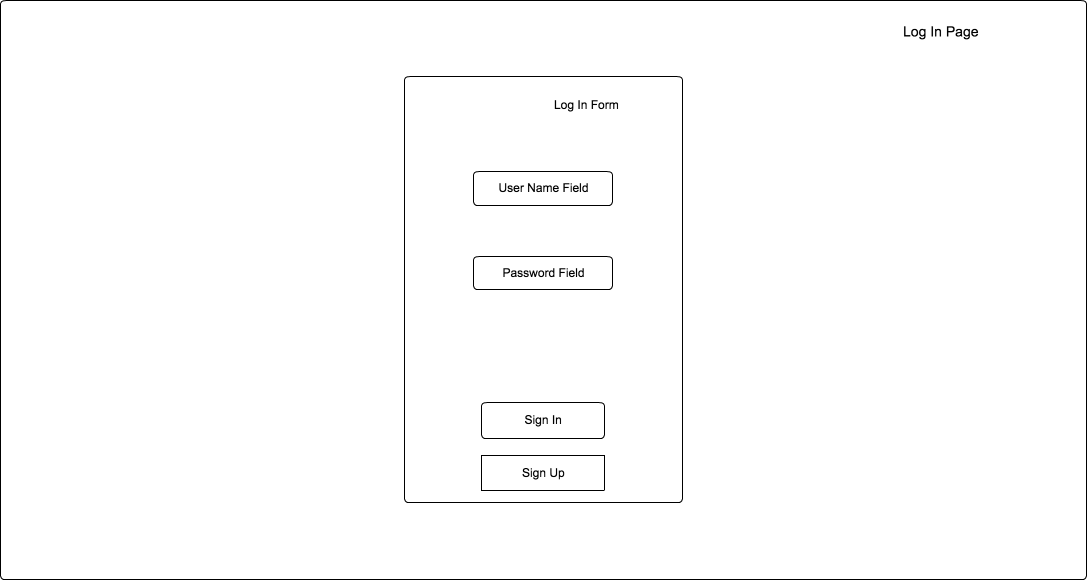 Log In Page
Log In Form
User Name Field
Password Field
Sign In
Sign Up